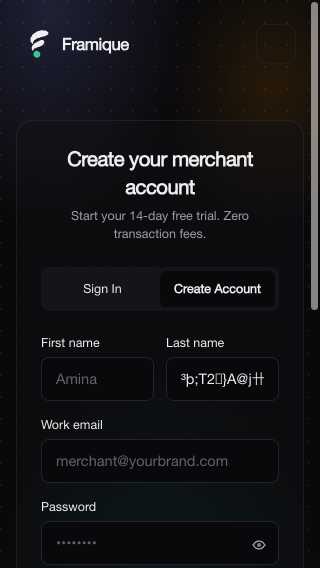 Framique
Create your merchant
account
Start your 14-day free trial. Zero
transaction fees.
Sign In
Create Account
First name
Last name
Amina
Work email
merchant@yourbrand.com
Password